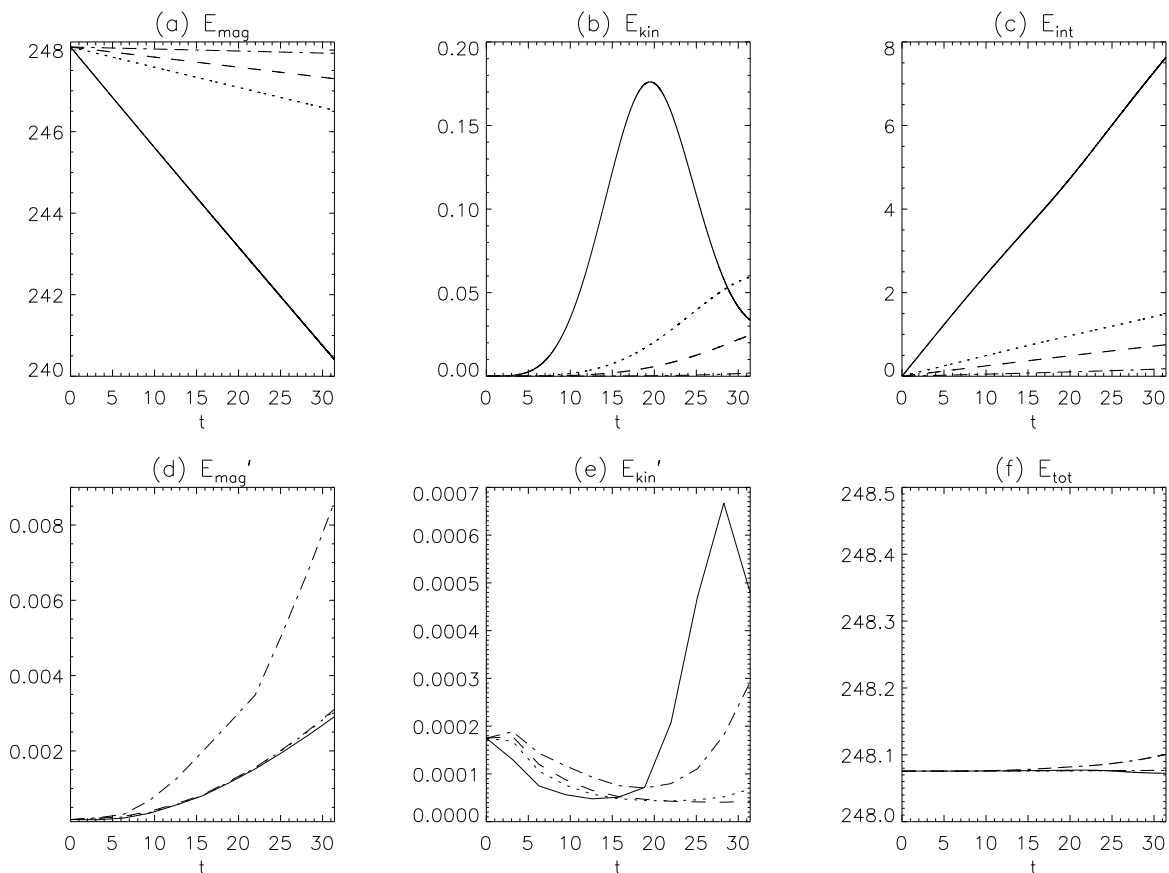 (a) E_mag
248
246
244
242
240
0 5 10 15 20 25 30
t
(b) E_kin
0.20
0.15
0.10
0.05
0.00
0 5 10 15 20 25 30
t
(c) E_int
8
6
4
2
0
0 5 10 15 20 25 30
t
(d) E_mag'
0.008
0.006
0.004
0.002
0 5 10 15 20 25 30
t
(e) E_kin'
0.0007
0.0006
0.0005
0.0004
0.0003
0.0002
0.0001
0.0000
0 5 10 15 20 25 30
t
(f) E_tot
248.5
248.4
248.3
248.2
248.1
248.0
0 5 10 15 20 25 30
t